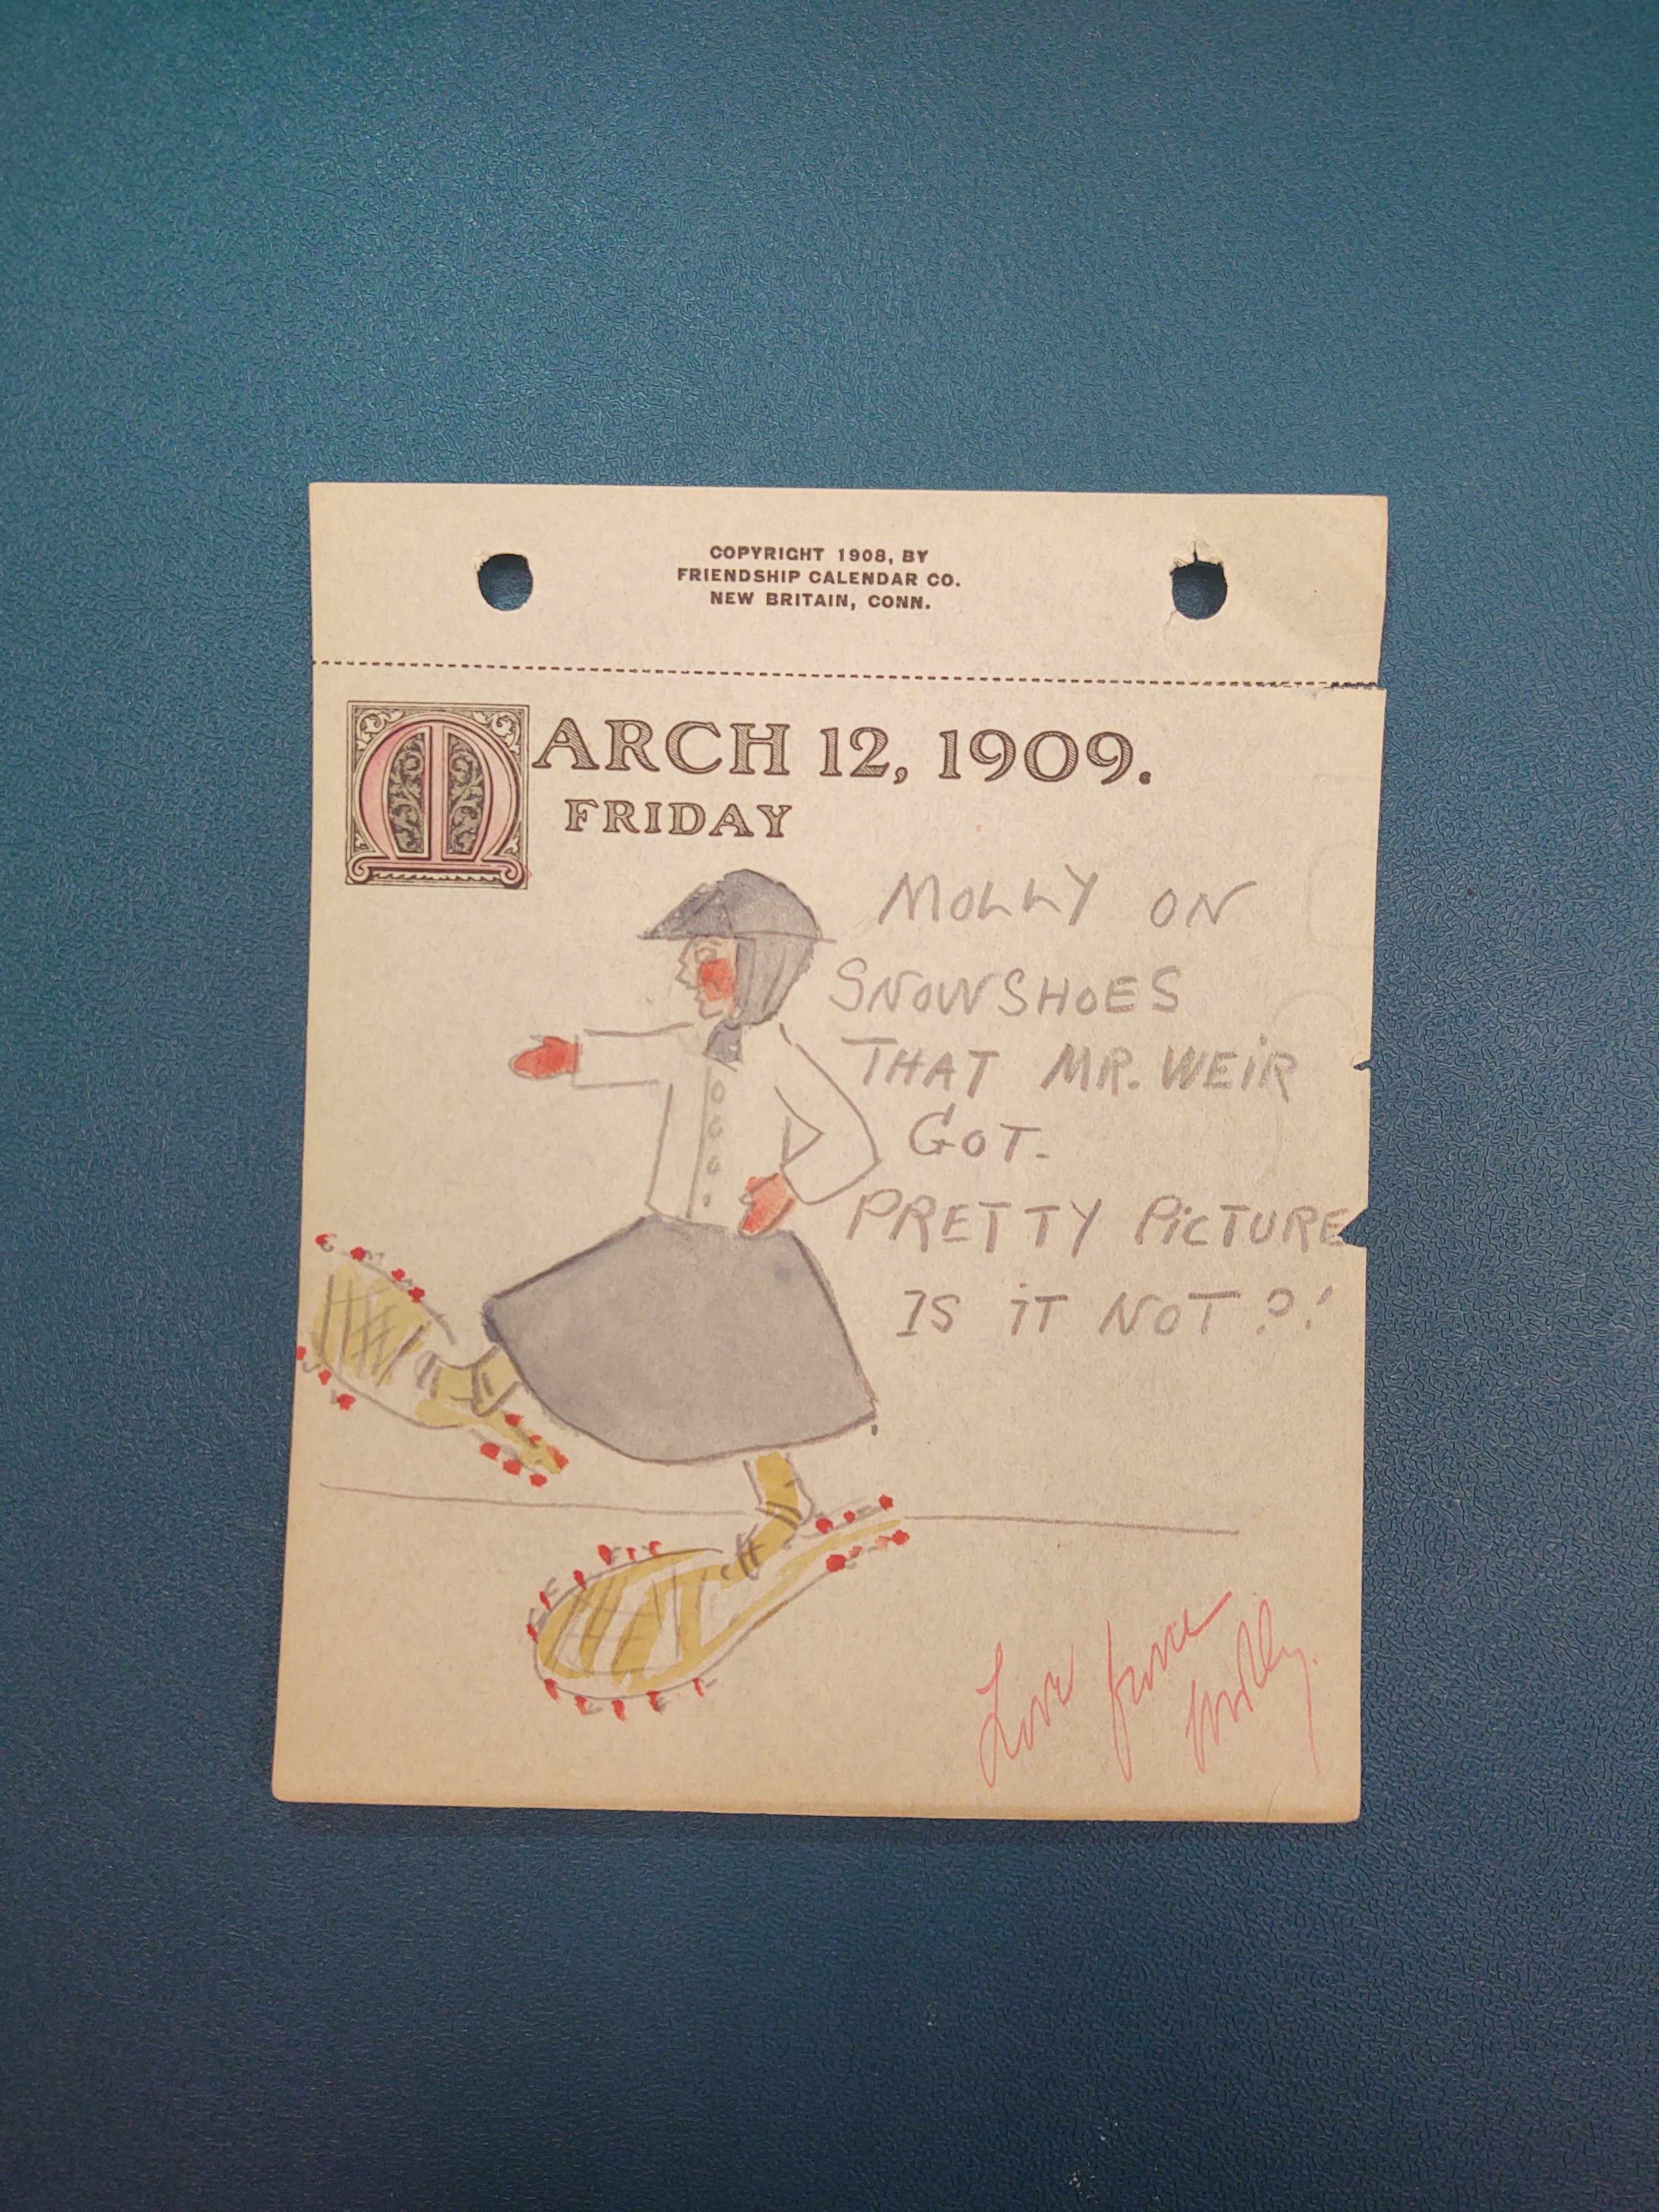 COPYRIGHT 1908, BY
FRIENDSHIP CALENDAR CO.
NEW BRITAIN, CONN.
MARCH 12, 1909.
FRIDAY
MOLLY ON
SNOWSHOES
THAT MR. WEIR
GOT.
PRETTY PICTURE
IS IT NOT?!
Love from
Molly.